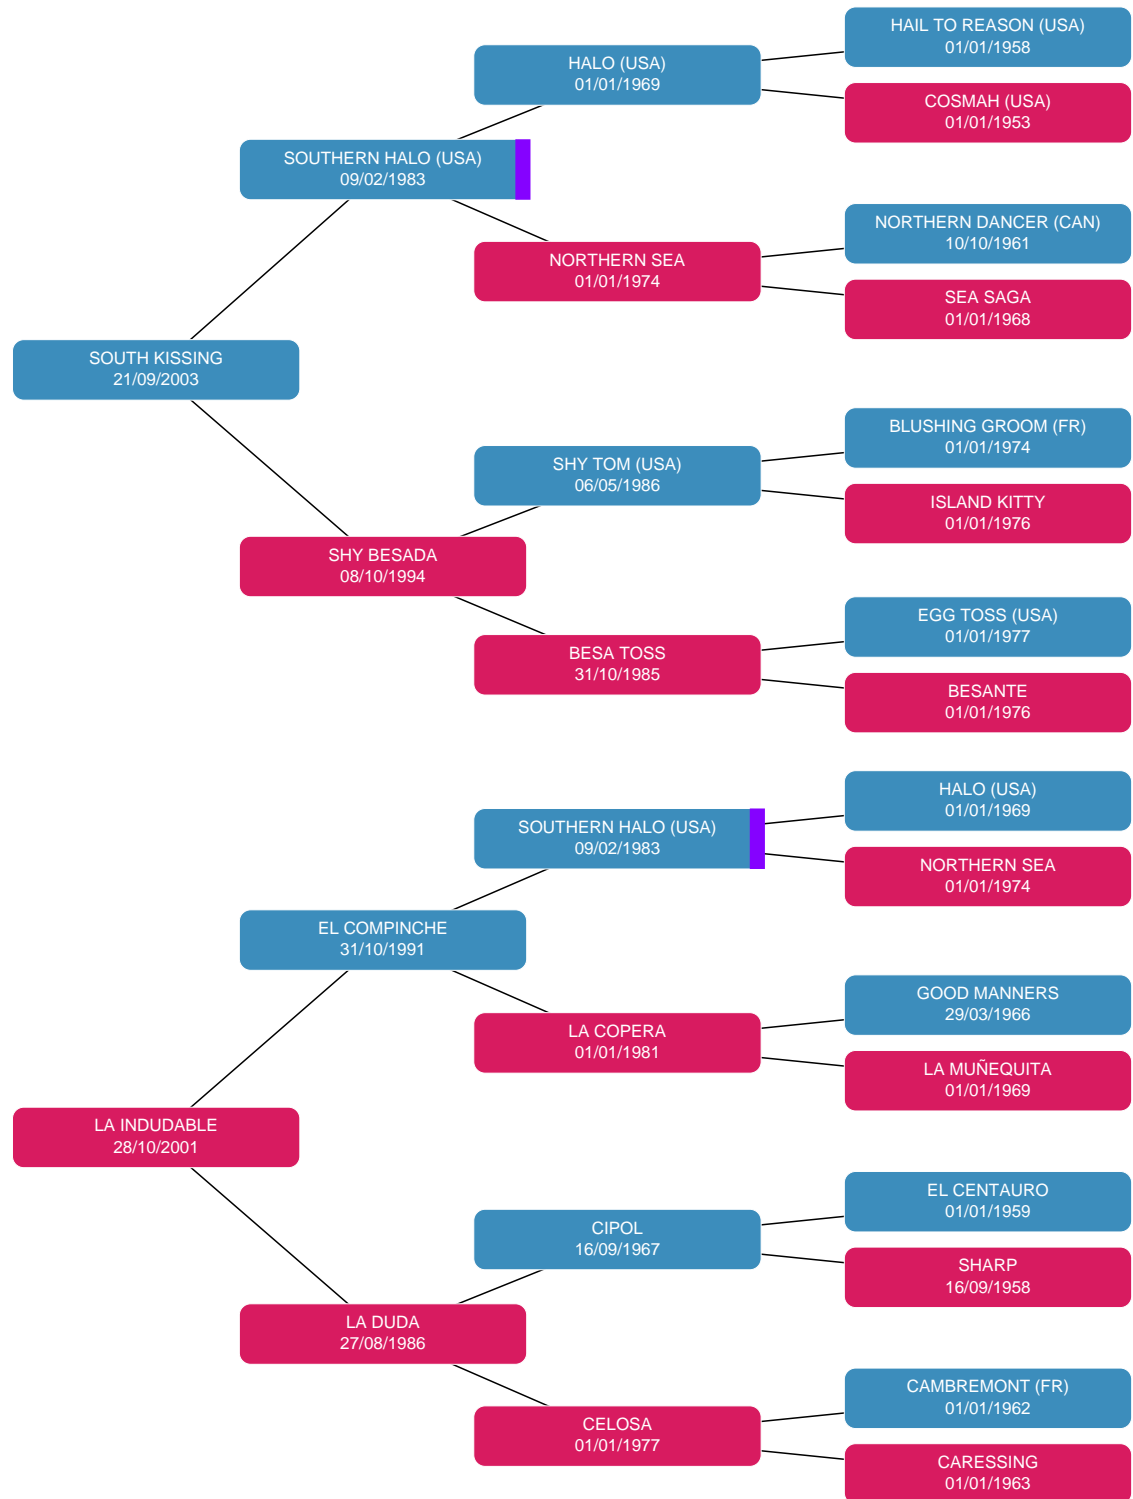 HAIL TO REASON (USA)
01/01/1958
HALO (USA)
01/01/1969
COSMAH (USA)
01/01/1953
SOUTHERN HALO (USA)
09/02/1983
NORTHERN DANCER (CAN)
10/10/1961
NORTHERN SEA
01/01/1974
SEA SAGA
01/01/1968
SOUTH KISSING
21/09/2003
BLUSHING GROOM (FR)
01/01/1974
SHY TOM (USA)
06/05/1986
ISLAND KITTY
01/01/1976
SHY BESADA
08/10/1994
EGG TOSS (USA)
01/01/1977
BESA TOSS
31/10/1985
BESANTE
01/01/1976
HALO (USA)
01/01/1969
SOUTHERN HALO (USA)
09/02/1983
NORTHERN SEA
01/01/1974
EL COMPINCHE
31/10/1991
GOOD MANNERS
29/03/1966
LA COPERA
01/01/1981
LA MUÑEQUITA
01/01/1969
LA INDUDABLE
28/10/2001
EL CENTAURO
01/01/1959
CIPOL
16/09/1967
SHARP
16/09/1958
LA DUDA
27/08/1986
CAMBREMONT (FR)
01/01/1962
CELOSA
01/01/1977
CARESSING
01/01/1963